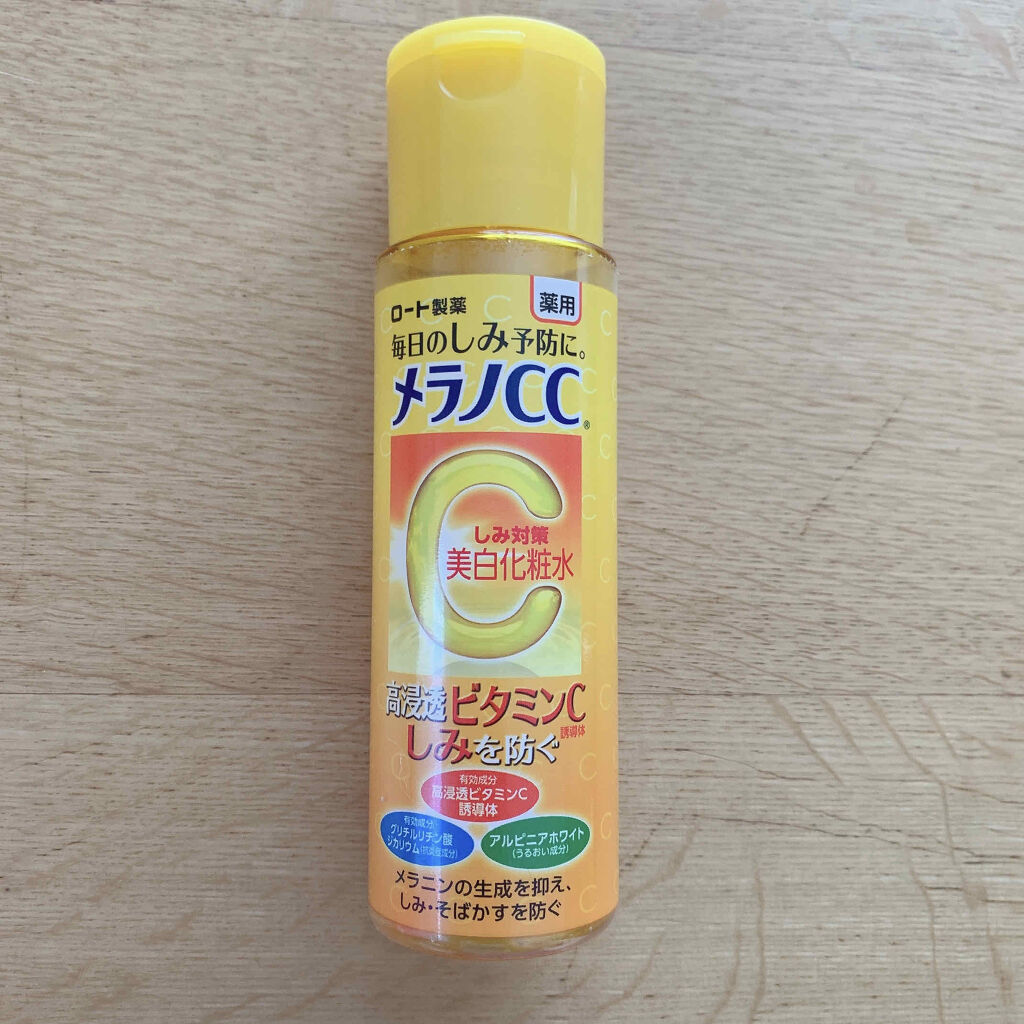 ロート製薬
薬用
毎日のしみ予防に。
メラノCC®
C
しみ対策
美白化粧水
高浸透ビタミンC
誘導体
しみを防ぐ
有効成分
高浸透ビタミンC
誘導体
有効成分
グリチルリチン酸
ジカリウム(抗炎症成分)
アルピニアホワイト
(うるおい成分)
メラニンの生成を抑え、
しみ・そばかすを防ぐ